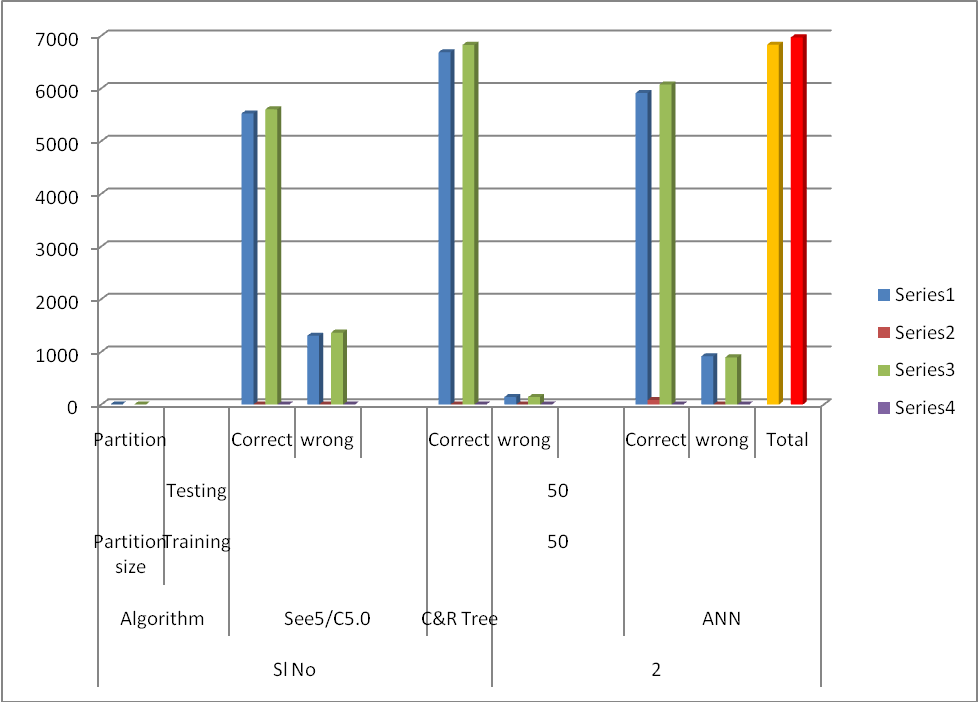 7000
6000
5000
4000
3000
2000
1000
0
Series1
Series2
Series3
Series4
Partition Correct wrong Correct wrong Correct wrong Total
Testing 50
Partition size Training 50
Algorithm See5/C5.0 C&R Tree ANN
Sl No 2